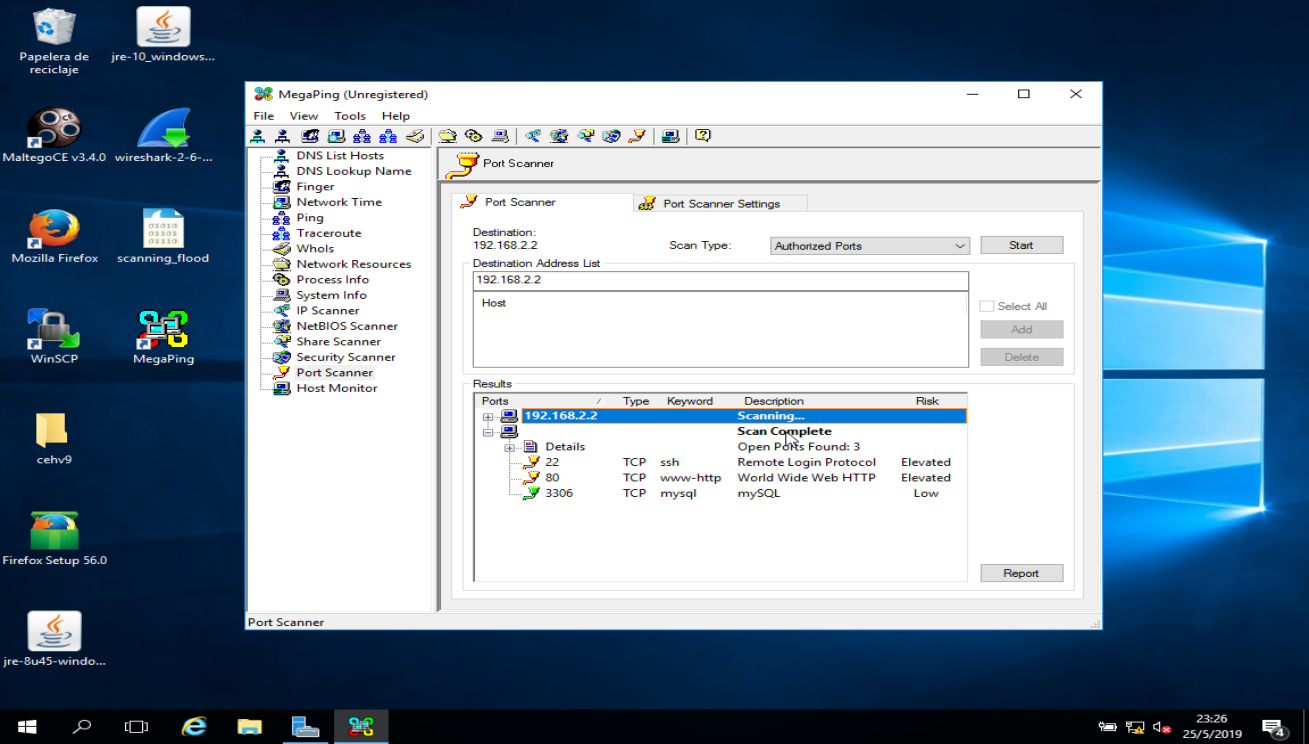 Papelera de
reciclaje
jre-10_windows...
MaltegoCE v3.4.0
wireshark-2-6-...
Mozilla Firefox
scanning_flood
WinSCP
MegaPing
cehv9
Firefox Setup 56.0
jre-8u45-windo...
MegaPing (Unregistered)
File View Tools Help
DNS List Hosts
DNS Lookup Name
Finger
Network Time
Ping
Traceroute
WhoIs
Network Resources
Process Info
System Info
IP Scanner
NetBIOS Scanner
Share Scanner
Security Scanner
Port Scanner
Host Monitor
Port Scanner
Port Scanner
Port Scanner Settings
Destination:
192.168.2.2
Scan Type:
Authorized Ports
Start
Destination Address List
192.168.2.2
Host
Select All
Add
Delete
Results
Ports Type Keyword Description Risk
192.168.2.2 Scanning...
Scan Complete
Details Open Ports Found: 3
22 TCP ssh Remote Login Protocol Elevated
80 TCP www-http World Wide Web HTTP Elevated
3306 TCP mysql mySQL Low
Report
Port Scanner
23:26
25/5/2019
4